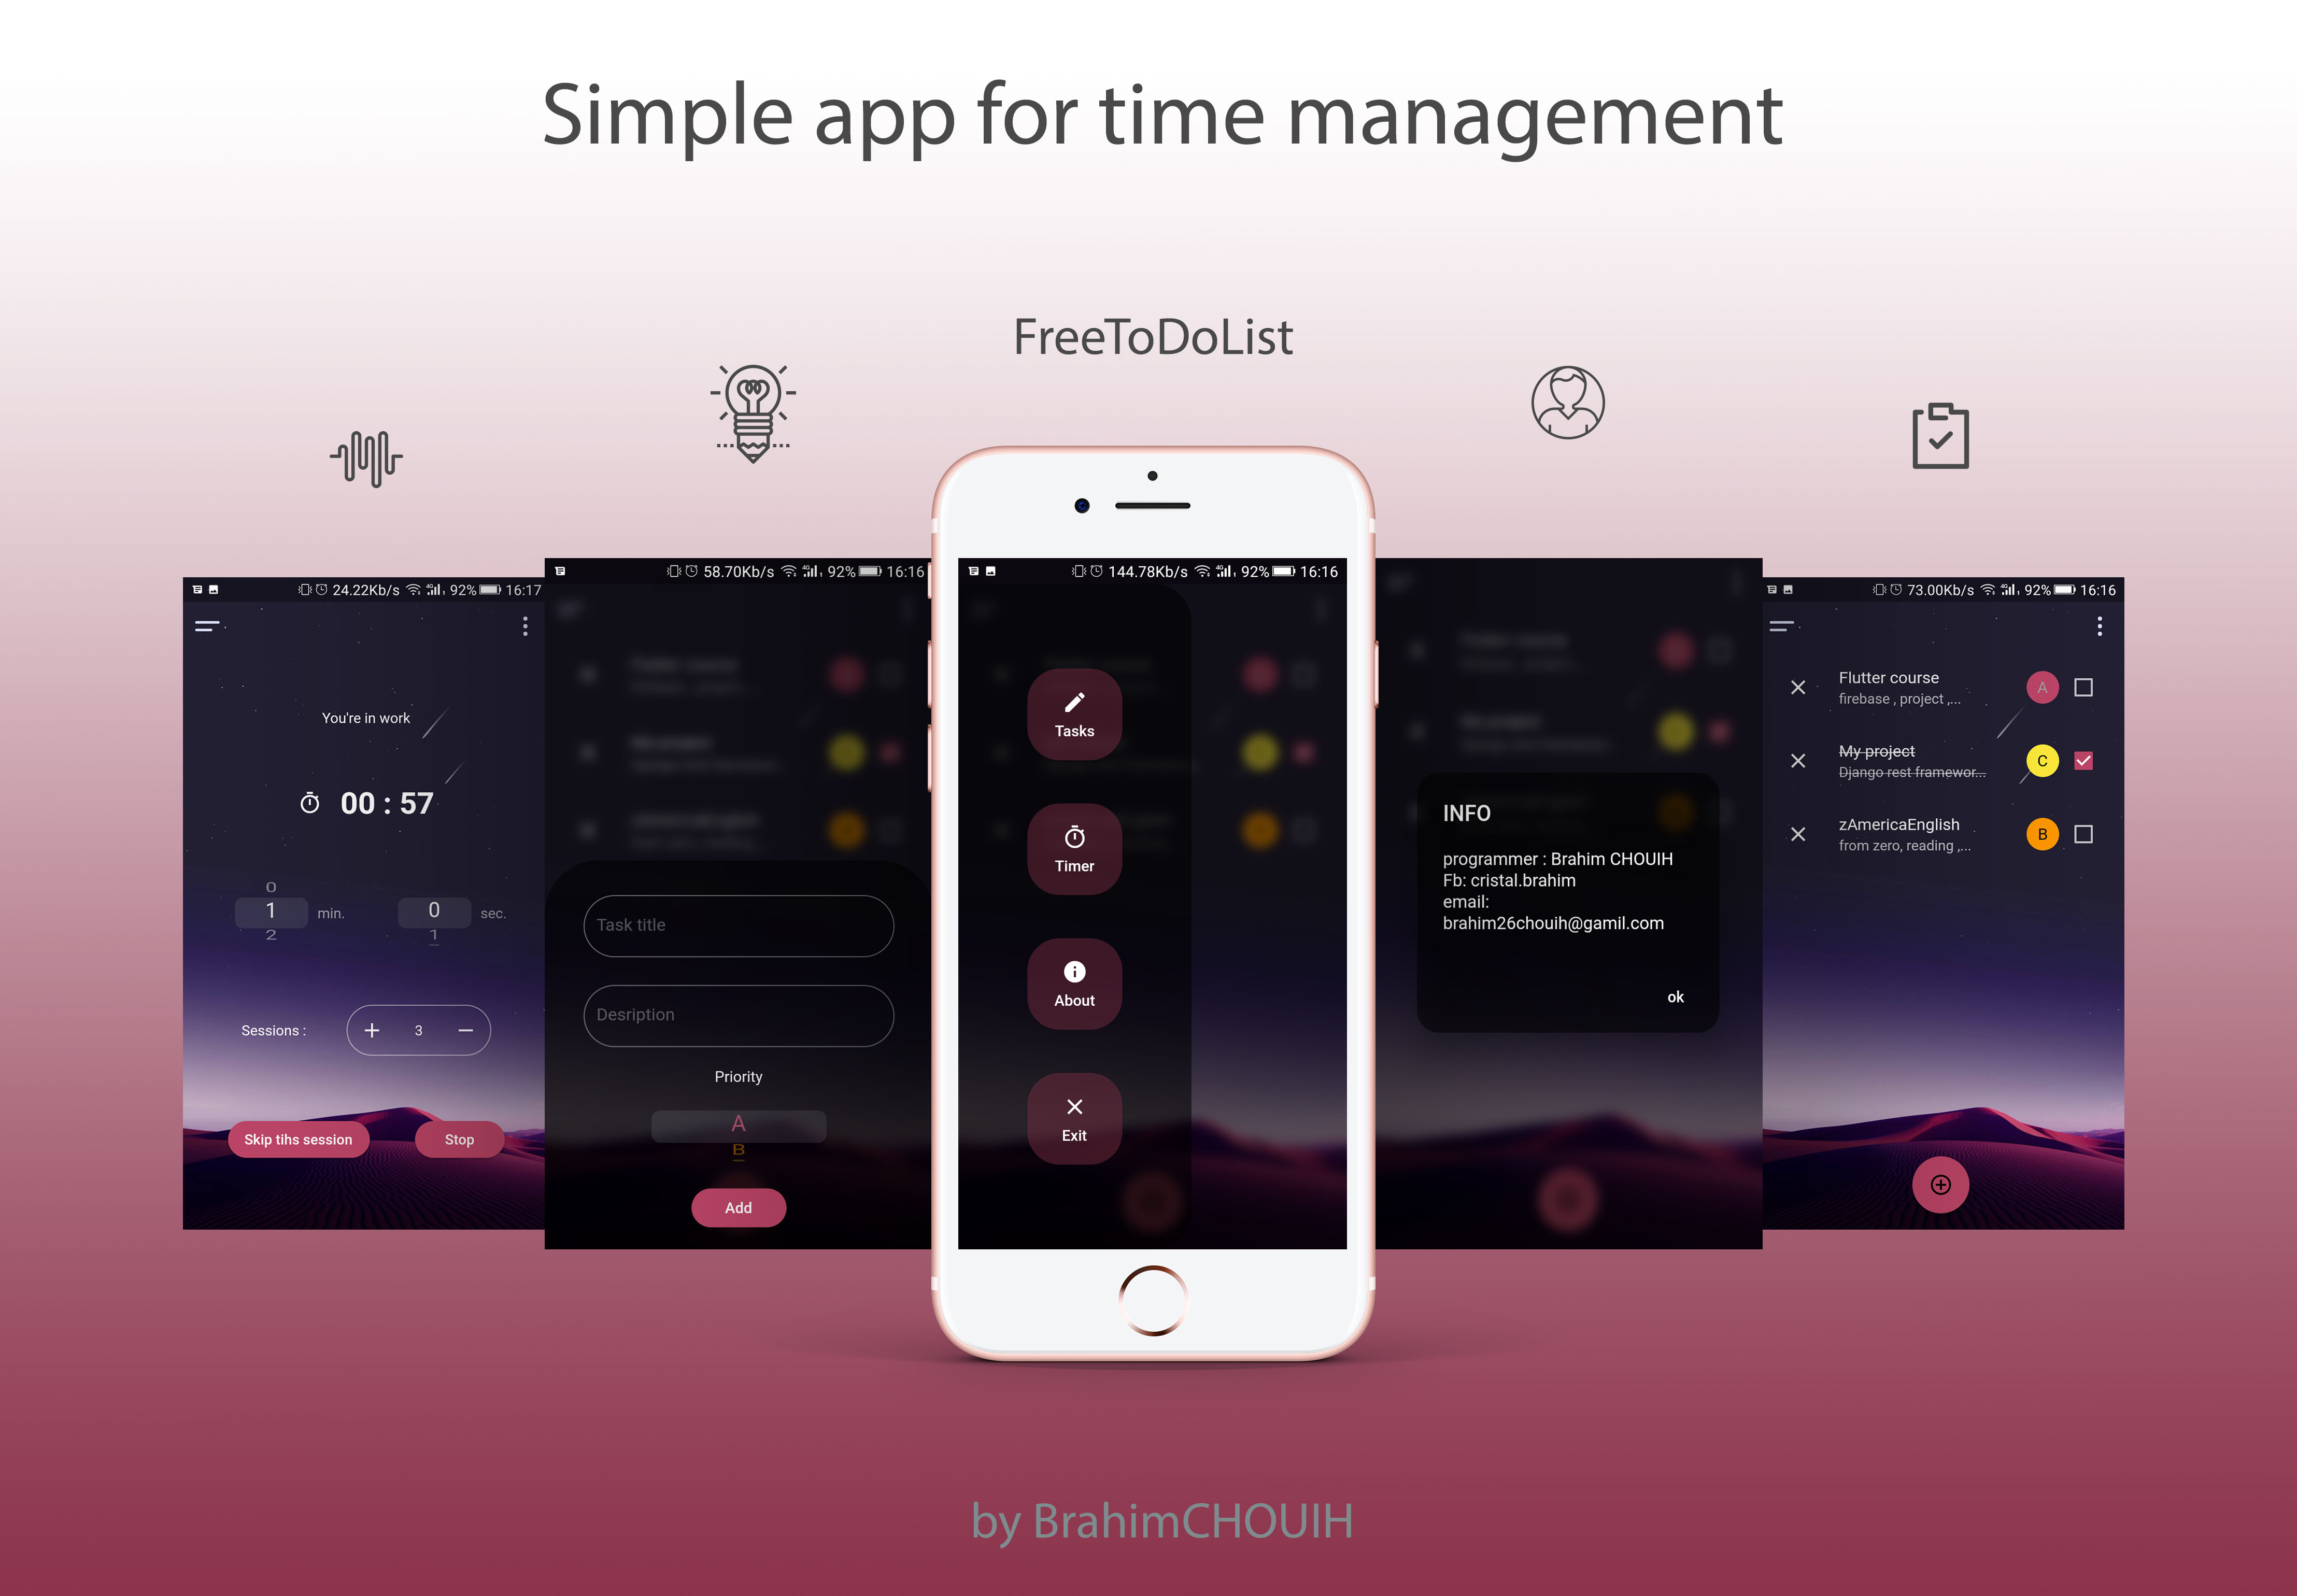 Simple app for time management
FreeToDoList
24.22Kb/s 4G 92% 16:17
You're in work
00 : 57
0
1 min.
2
0 sec.
1
Sessions :
+ 3 −
Skip tihs session
Stop
58.70Kb/s 4G 92% 16:16
Task title
Desription
Priority
A
B
Add
144.78Kb/s 4G 92% 16:16
Tasks
Timer
About
Exit
INFO
programmer : Brahim CHOUIH
Fb: cristal.brahim
email:
brahim26chouih@gamil.com
ok
73.00Kb/s 4G 92% 16:16
Flutter course
firebase , project ,...
A
My project
Django rest framewor...
C
zAmericaEnglish
from zero, reading ,...
B
by BrahimCHOUIH